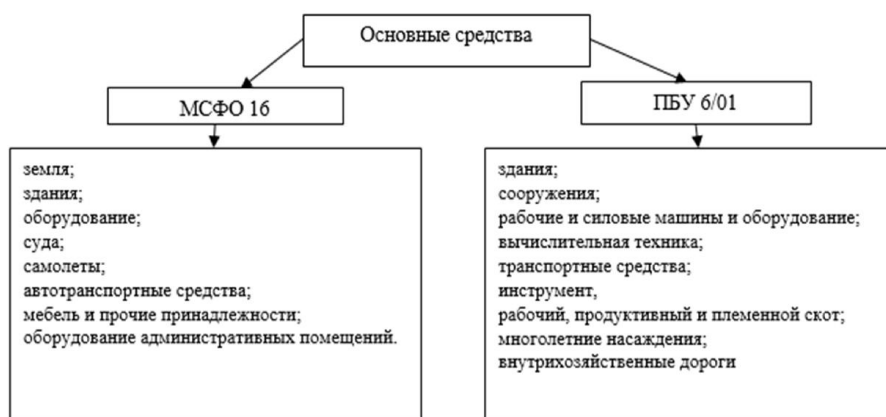 Основные средства
МСФО 16
ПБУ 6/01
земля;
здания;
оборудование;
суда;
самолеты;
автотранспортные средства;
мебель и прочие принадлежности;
оборудование административных помещений.
здания;
сооружения;
рабочие и силовые машины и оборудование;
вычислительная техника;
транспортные средства;
инструмент,
рабочий, продуктивный и племенной скот;
многолетние насаждения;
внутрихозяйственные дороги